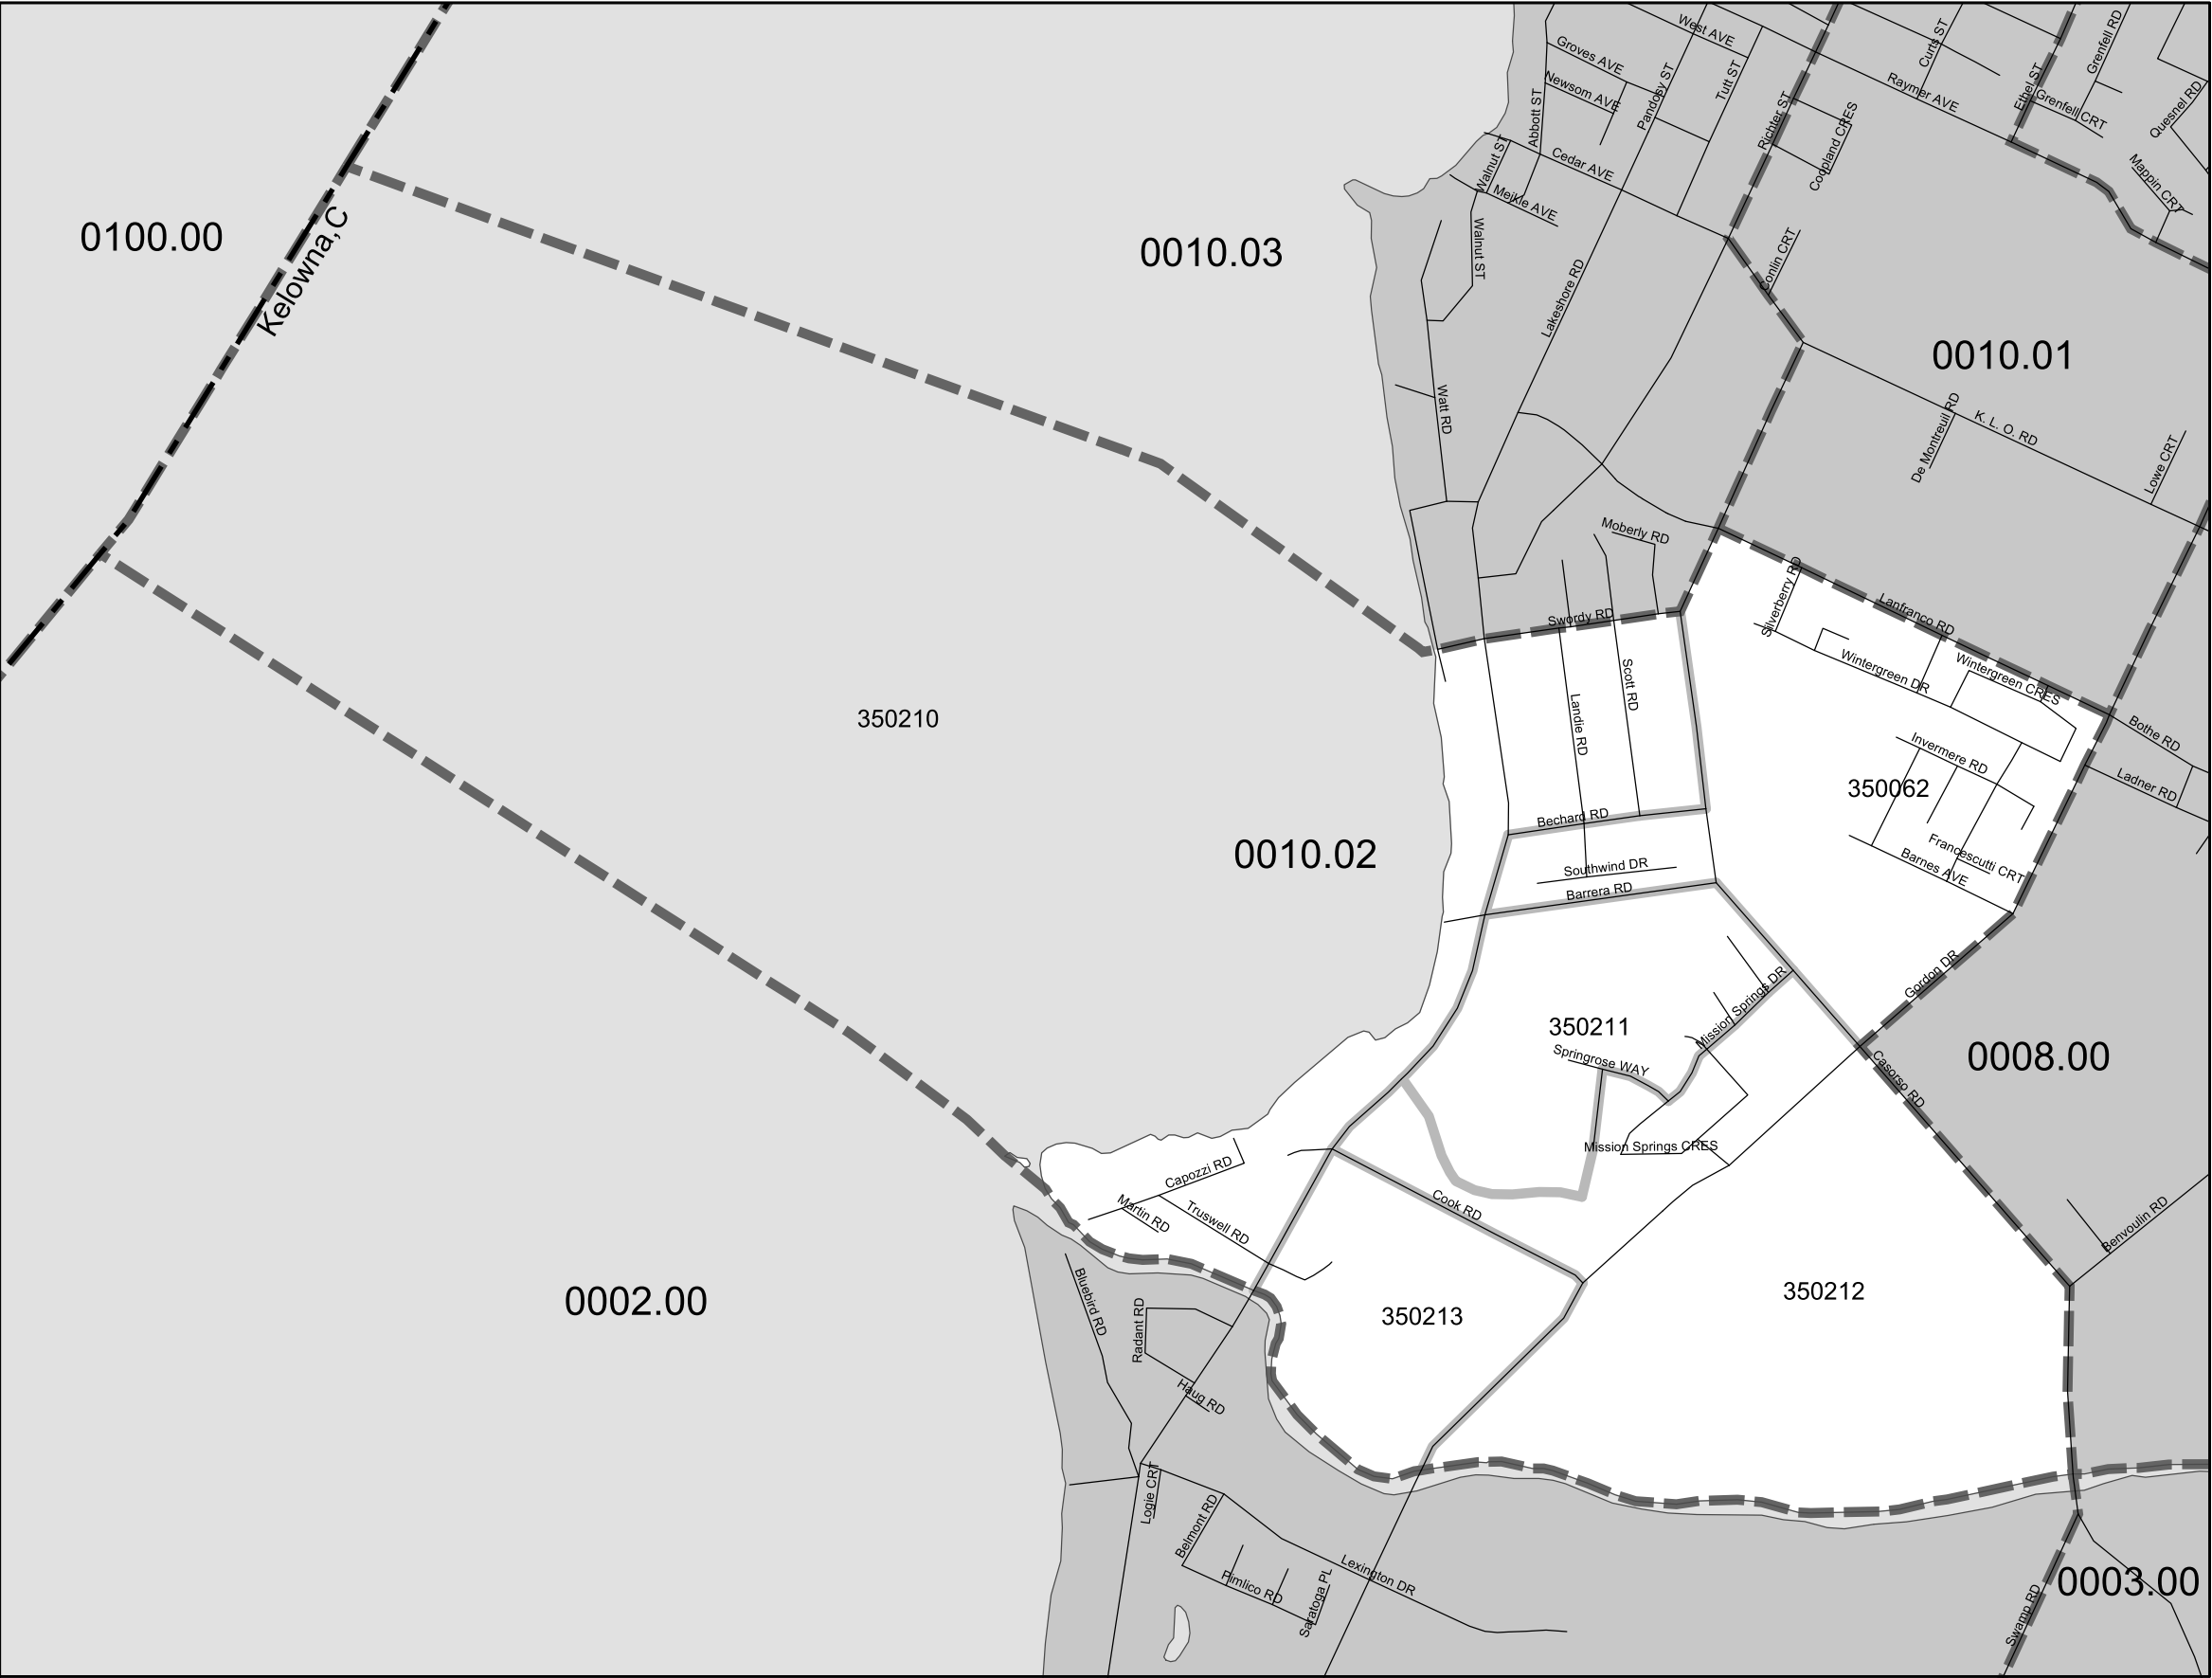 West AVE
Groves AVE
Newsom AVE
Abbott ST
Pandosy ST
Tutt ST
Richter ST
Curts ST
Raymer AVE
Ethel ST
Grenfell RD
Grenfell CRT
Quesnel RD
Mappin CRT
Copland CRES
Walnut ST
Cedar AVE
Meikle AVE
Walnut ST
Conlin CRT
Lakeshore RD
0100.00
Kelowna,C
0010.03
0010.01
Watt RD
De Montreuil RD
K. L. O. RD
Lowe CRT
Moberly RD
Swordy RD
Silverberry RD
Lanfranco RD
Wintergreen DR
Wintergreen CRES
Scott RD
Landie RD
350210
Invermere RD
350062
Bothe RD
Ladner RD
Bechard RD
0010.02
Southwind DR
Barrera RD
Francescutti CRT
Barnes AVE
Gordon DR
Mission Springs DR
350211
Springrose WAY
0008.00
Casorso RD
Mission Springs CRES
Capozzi RD
Martin RD
Truswell RD
Cook RD
Benvoulin RD
0002.00
Bluebird RD
Radant RD
350213
350212
Haug RD
Logie CRT
Belmont RD
Pimlico RD
Saratoga PL
Lexington DR
0003.00
Swamp RD